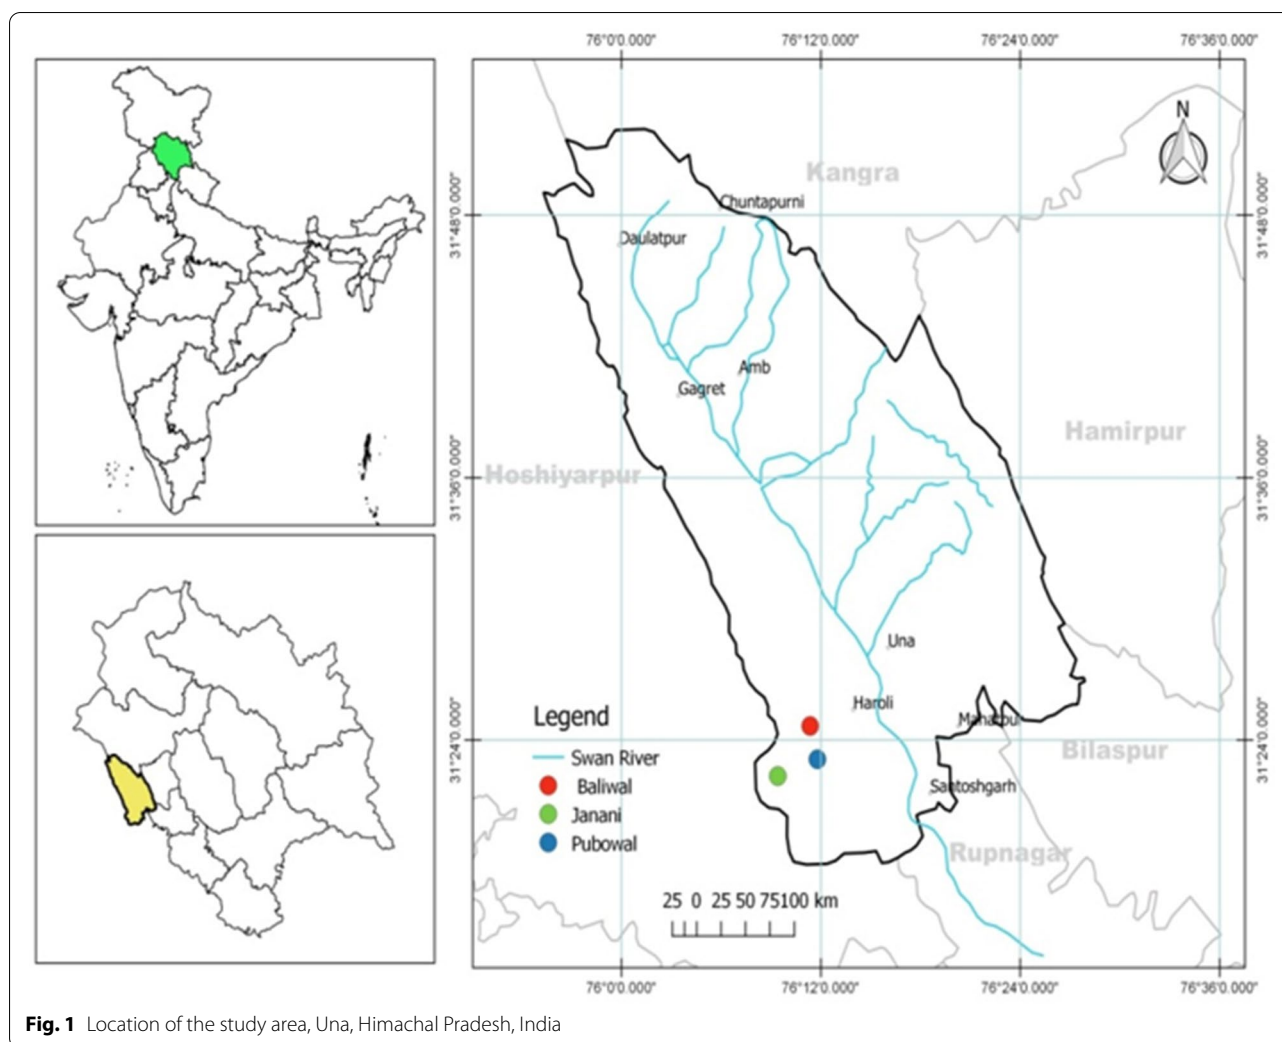 76°0'0.000" 76°12'0.000" 76°24'0.000" 76°36'0.000"
N
Kangra
Chuntapurni
31°48'0.000" 31°48'0.000"
Daulatpur
Amb
Gagret
Hamirpur
Hoshiyarpur
31°36'0.000" 31°36'0.000"
Una
Haroli
Legend
31°24'0.000" 31°24'0.000"
Bilaspur
Swan River
Baliwal
Santoshgarh
Janani
Pubowal
Rupnagar
25 0 25 50 75100 km
76°0'0.000" 76°12'0.000" 76°24'0.000" 76°36'0.000"
Fig. 1 Location of the study area, Una, Himachal Pradesh, India